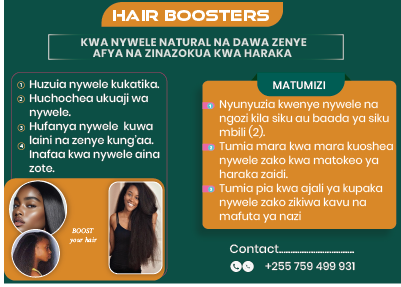 HAIR BOOSTERS
KWA NYWELE NATURAL NA DAWA ZENYE
AFYA NA ZINAZOKUA KWA HARAKA
1 Huzuia nywele kukatika.
2 Huchochea ukuaji wa
nywele.
3 Hufanya nywele kuwa
4 laini na zenye kung'aa.
Inafaa kwa nywele aina
zote.
BOOST
your hair
MATUMIZI
1 Nyunyuzia kwenye nywele na
ngozi kila siku au baada ya siku
mbili (2).
2 Tumia mara kwa mara kuoshea
nywele zako kwa matokeo ya
haraka zaidi.
3 Tumia pia kwa ajali ya kupaka
nywele zako zikiwa kavu na
mafuta ya nazi
Contact....................................
+255 759 499 931